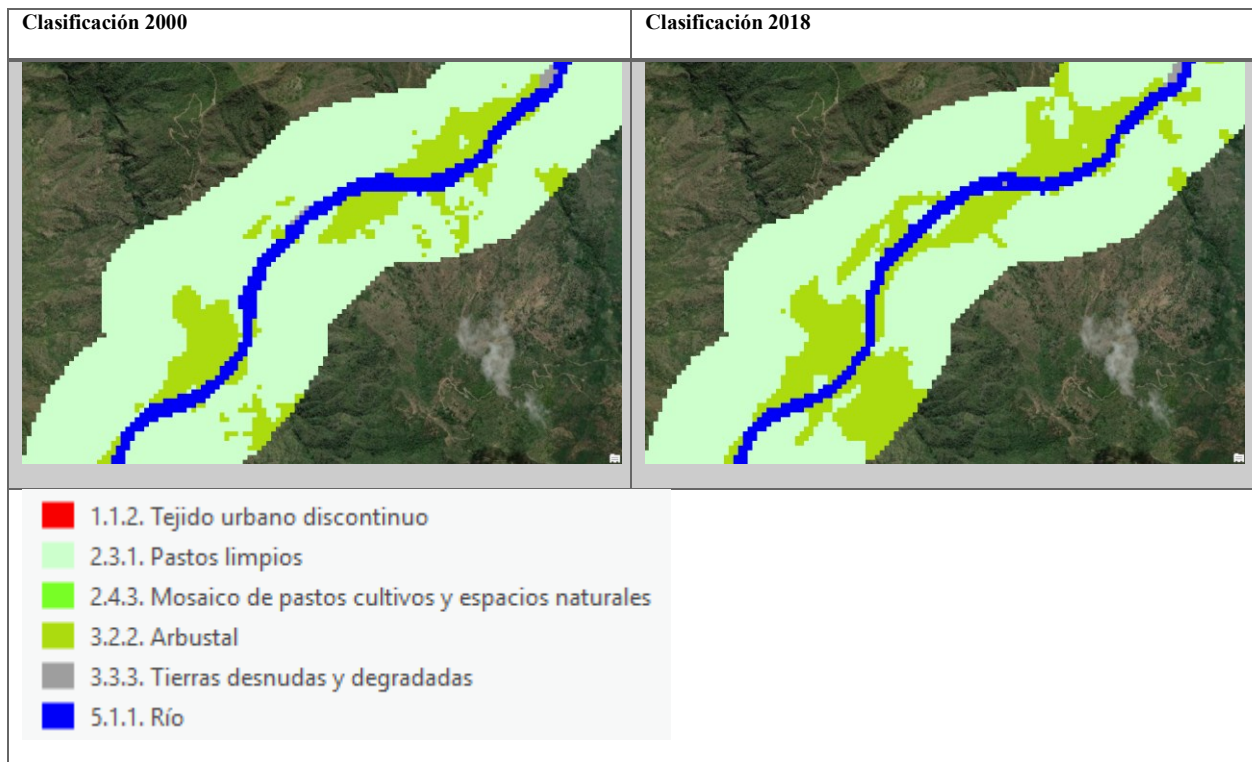 Clasificación 2000
Clasificación 2018
1.1.2. Tejido urbano discontinuo
2.3.1. Pastos limpios
2.4.3. Mosaico de pastos cultivos y espacios naturales
3.2.2. Arbustal
3.3.3. Tierras desnudas y degradadas
5.1.1. Río